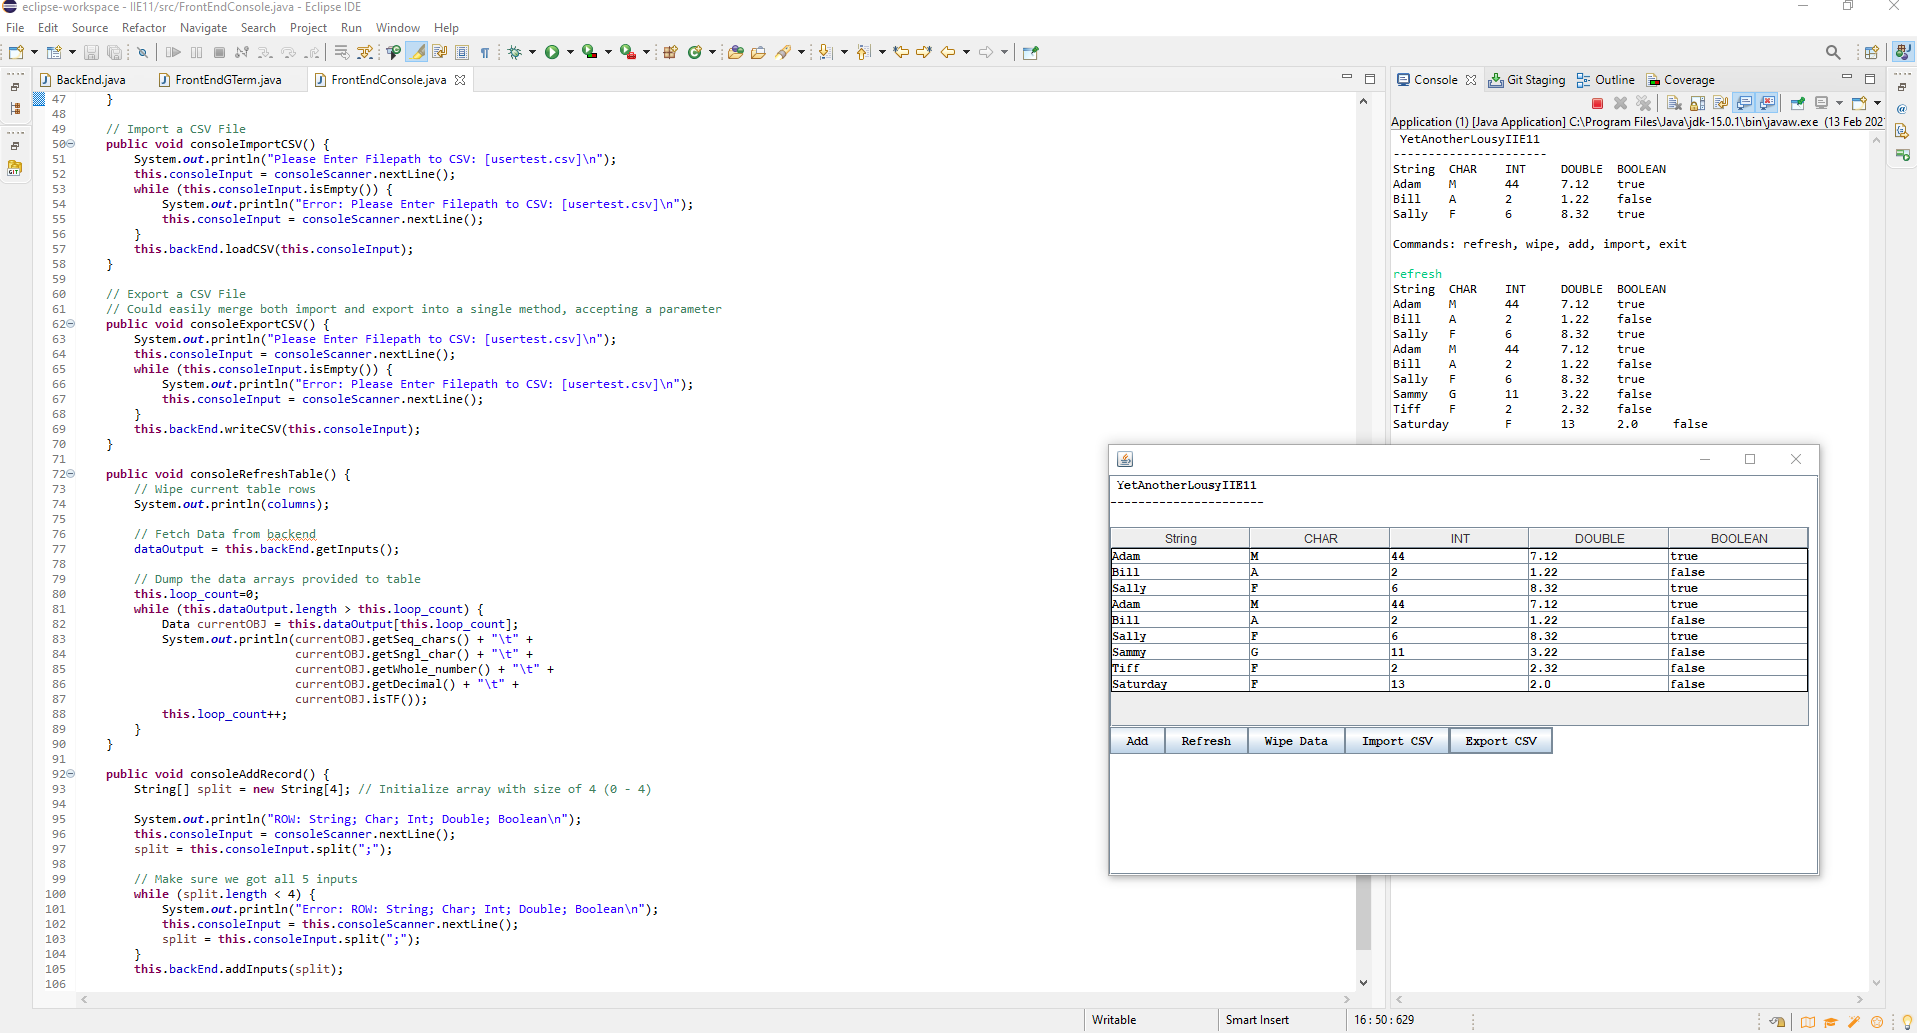 eclipse-workspace - IIE11/src/FrontEndConsole.java - Eclipse IDE
File Edit Source Refactor Navigate Search Project Run Window Help
BackEnd.java FrontEndGTerm.java FrontEndConsole.java
47 }
48
49 // Import a CSV File
50 public void consoleImportCSV() {
51 System.out.println("Please Enter Filepath to CSV: [usertest.csv]\n");
52 this.consoleInput = consoleScanner.nextLine();
53 while (this.consoleInput.isEmpty()) {
54 System.out.println("Error: Please Enter Filepath to CSV: [usertest.csv]\n");
55 this.consoleInput = consoleScanner.nextLine();
56 }
57 this.backEnd.loadCSV(this.consoleInput);
58 }
59
60 // Export a CSV File
61 // Could easily merge both import and export into a single method, accepting a parameter
62 public void consoleExportCSV() {
63 System.out.println("Please Enter Filepath to CSV: [usertest.csv]\n");
64 this.consoleInput = consoleScanner.nextLine();
65 while (this.consoleInput.isEmpty()) {
66 System.out.println("Error: Please Enter Filepath to CSV: [usertest.csv]\n");
67 this.consoleInput = consoleScanner.nextLine();
68 }
69 this.backEnd.writeCSV(this.consoleInput);
70 }
71
72 public void consoleRefreshTable() {
73 // Wipe current table rows
74 System.out.println(columns);
75
76 // Fetch Data from backend
77 dataOutput = this.backEnd.getInputs();
78
79 // Dump the data arrays provided to table
80 this.loop_count=0;
81 while (this.dataOutput.length > this.loop_count) {
82 Data currentOBJ = this.dataOutput[this.loop_count];
83 System.out.println(currentOBJ.getSeq_chars() + "\t" +
84 currentOBJ.getSngl_char() + "\t" +
85 currentOBJ.getWhole_number() + "\t" +
86 currentOBJ.getDecimal() + "\t" +
87 currentOBJ.isTF());
88 this.loop_count++;
89 }
90 }
91
92 public void consoleAddRecord() {
93 String[] split = new String[4]; // Initialize array with size of 4 (0 - 4)
94
95 System.out.println("ROW: String; Char; Int; Double; Boolean\n");
96 this.consoleInput = consoleScanner.nextLine();
97 split = this.consoleInput.split(";");
98
99 // Make sure we got all 5 inputs
100 while (split.length < 4) {
101 System.out.println("Error: ROW: String; Char; Int; Double; Boolean\n");
102 this.consoleInput = this.consoleScanner.nextLine();
103 split = this.consoleInput.split(";");
104 }
105 this.backEnd.addInputs(split);
106
Console Git Staging Outline Coverage
Application (1) [Java Application] C:\Program Files\Java\jdk-15.0.1\bin\javaw.exe (13 Feb 202
YetAnotherLousyIIE11
----------------------
String CHAR INT DOUBLE BOOLEAN
Adam M 44 7.12 true
Bill A 2 1.22 false
Sally F 6 8.32 true
Commands: refresh, wipe, add, import, exit
refresh
String CHAR INT DOUBLE BOOLEAN
Adam M 44 7.12 true
Bill A 2 1.22 false
Sally F 6 8.32 true
Adam M 44 7.12 true
Bill A 2 1.22 false
Sally F 6 8.32 true
Sammy G 11 3.22 false
Tiff F 2 2.32 false
Saturday F 13 2.0 false
YetAnotherLousyIIE11
----------------------
String CHAR INT DOUBLE BOOLEAN
Adam M 44 7.12 true
Bill A 2 1.22 false
Sally F 6 8.32 true
Adam M 44 7.12 true
Bill A 2 1.22 false
Sally F 6 8.32 true
Sammy G 11 3.22 false
Tiff F 2 2.32 false
Saturday F 13 2.0 false
Add Refresh Wipe Data Import CSV Export CSV
Writable Smart Insert 16 : 50 : 629